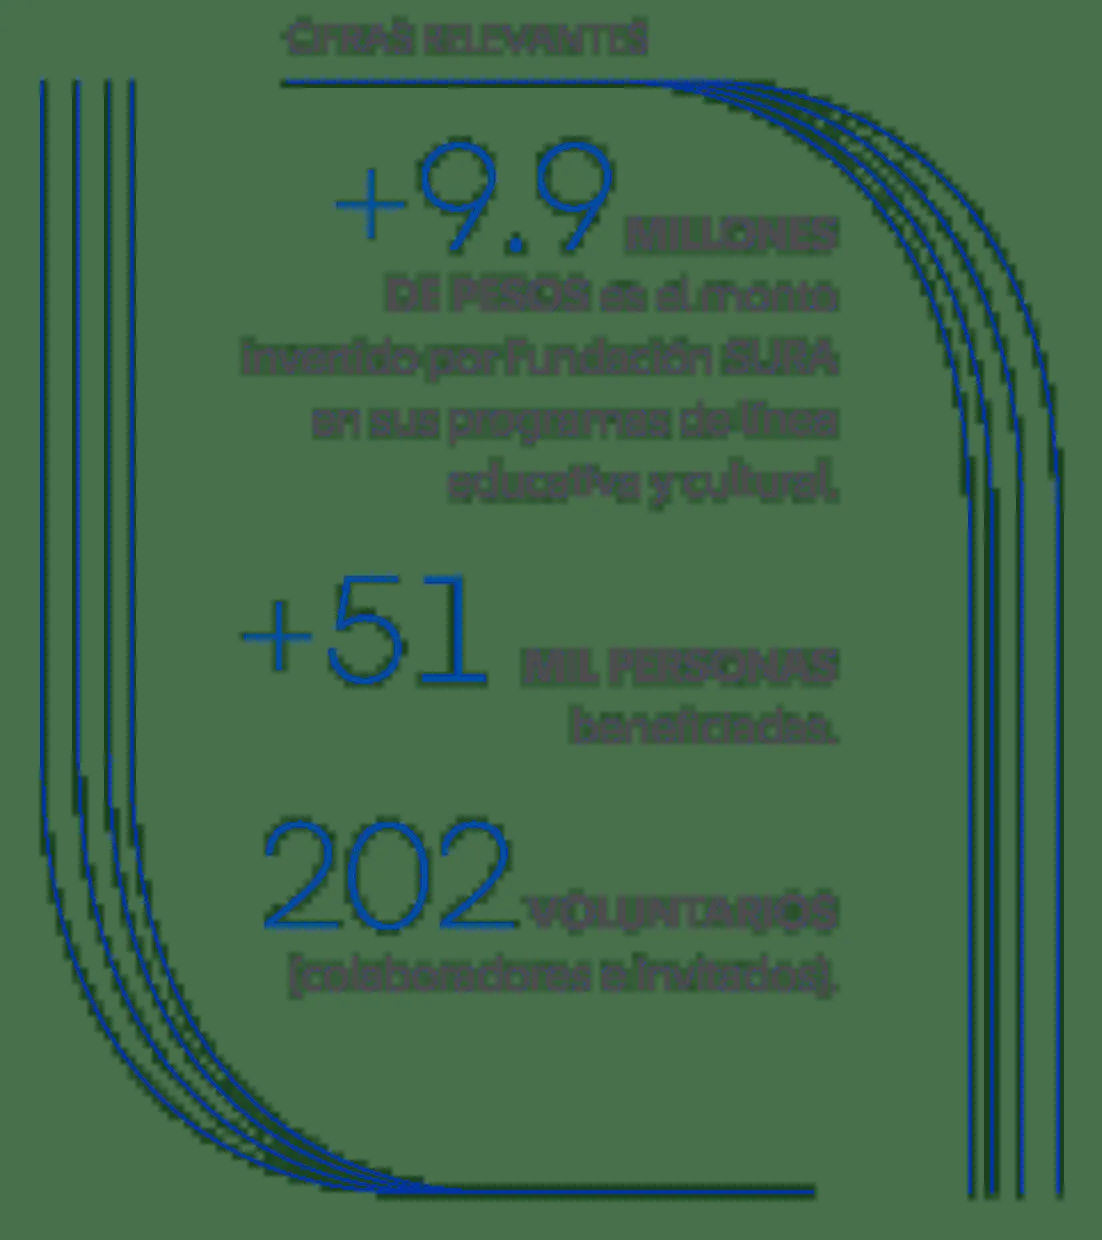 CIFRAS RELEVANTES
+9.9 MILLONES
DE PESOS es el monto
invertido por Fundación SURA
en sus programas de línea
educativa y cultural.
+51 MIL PERSONAS
beneficiadas.
202 VOLUNTARIOS
(colaboradores e invitados).